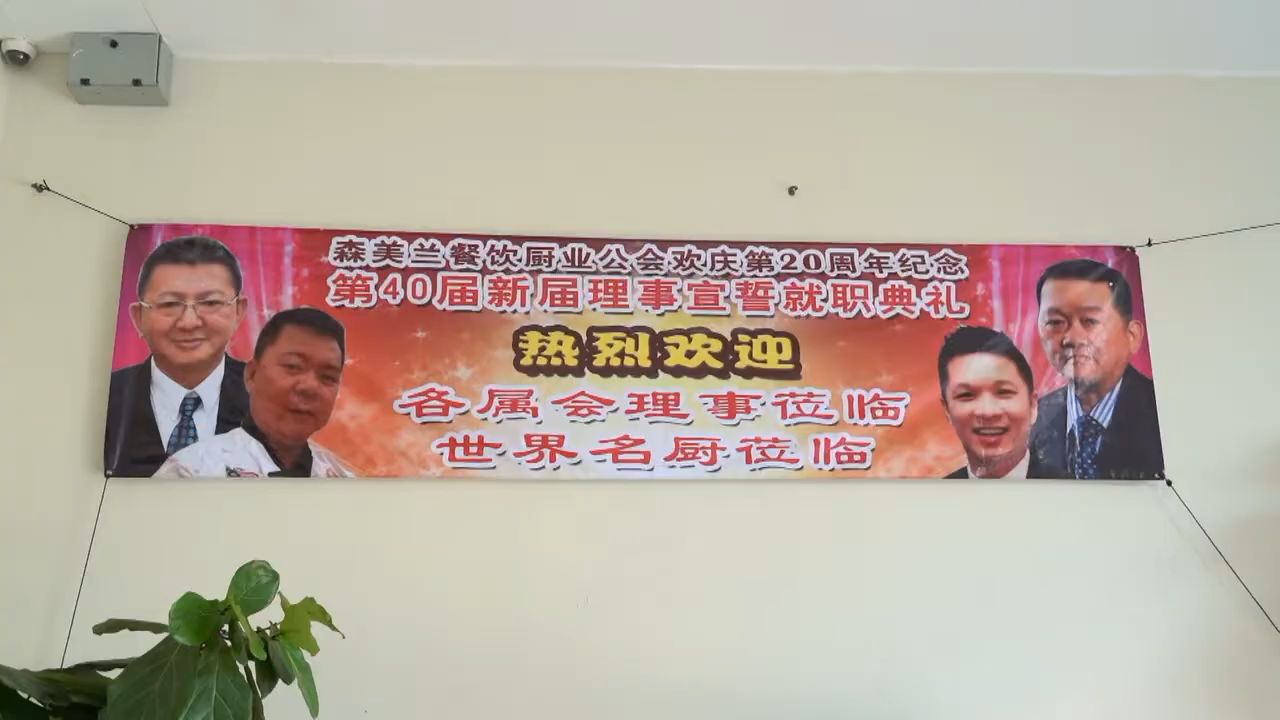 森美兰餐饮厨业公会欢庆第20周年纪念
第40届新届理事宣誓就职典礼
热烈欢迎
各属会理事莅临
世界名厨莅临